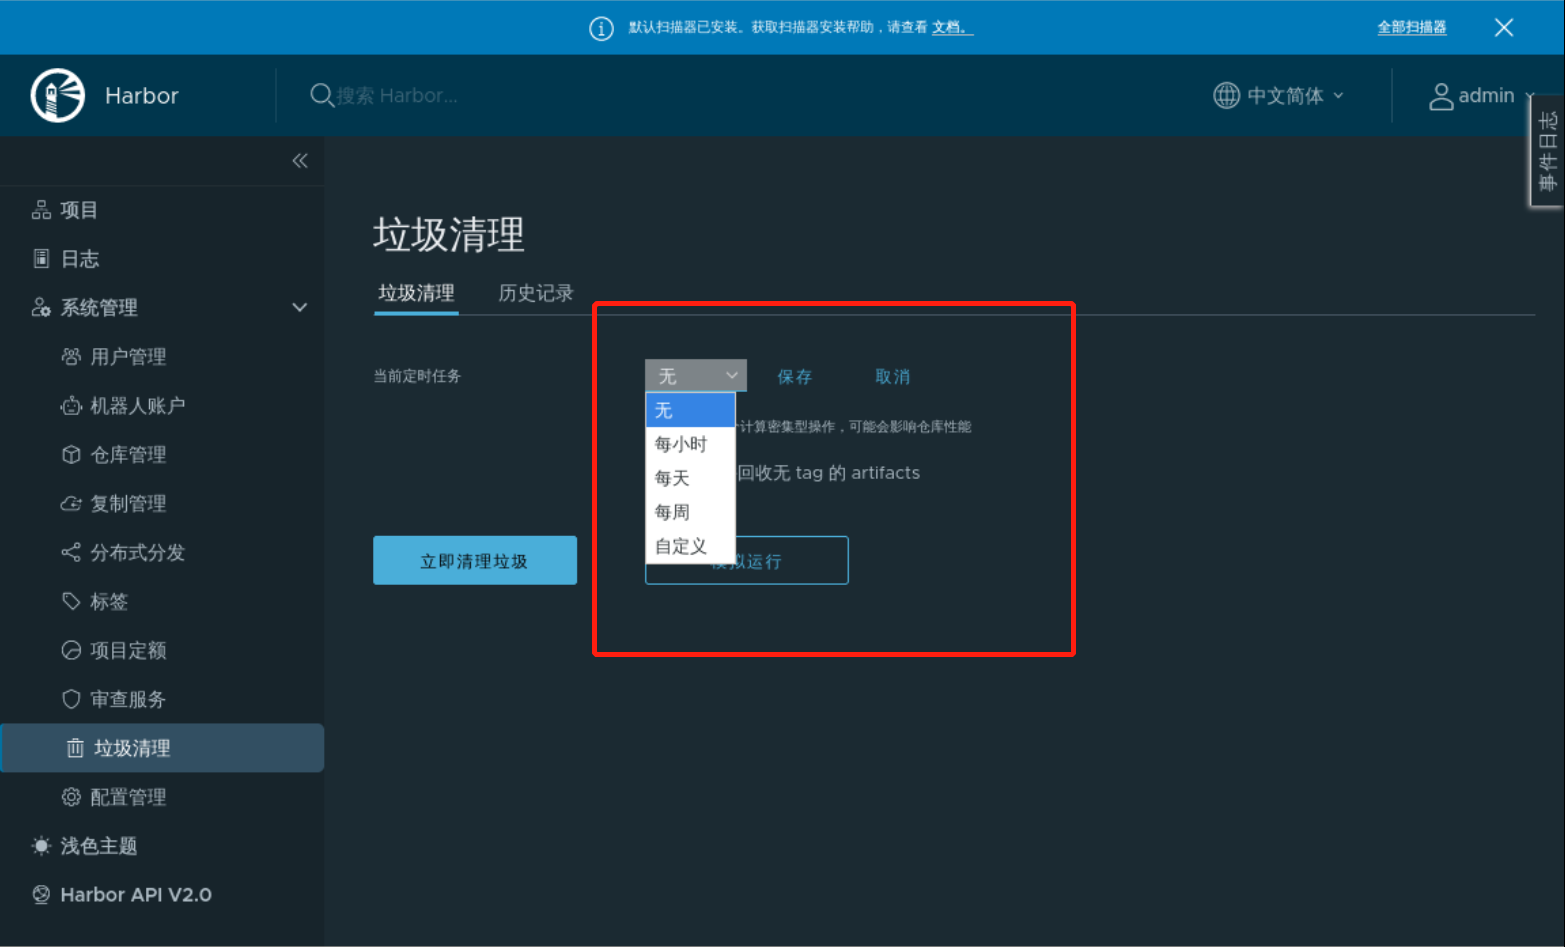 默认扫描器已安装。获取扫描器安装帮助，请查看 文档。
全部扫描器
Harbor
搜索 Harbor...
中文简体
admin
事件日志
项目
日志
系统管理
用户管理
机器人账户
仓库管理
复制管理
分布式分发
标签
项目定额
审查服务
垃圾清理
配置管理
浅色主题
Harbor API V2.0
垃圾清理
垃圾清理 历史记录
当前定时任务
无 保存 取消
无
每小时
每天
每周
自定义
计算密集型操作，可能会影响仓库性能
回收无 tag 的 artifacts
立即清理垃圾
模拟运行